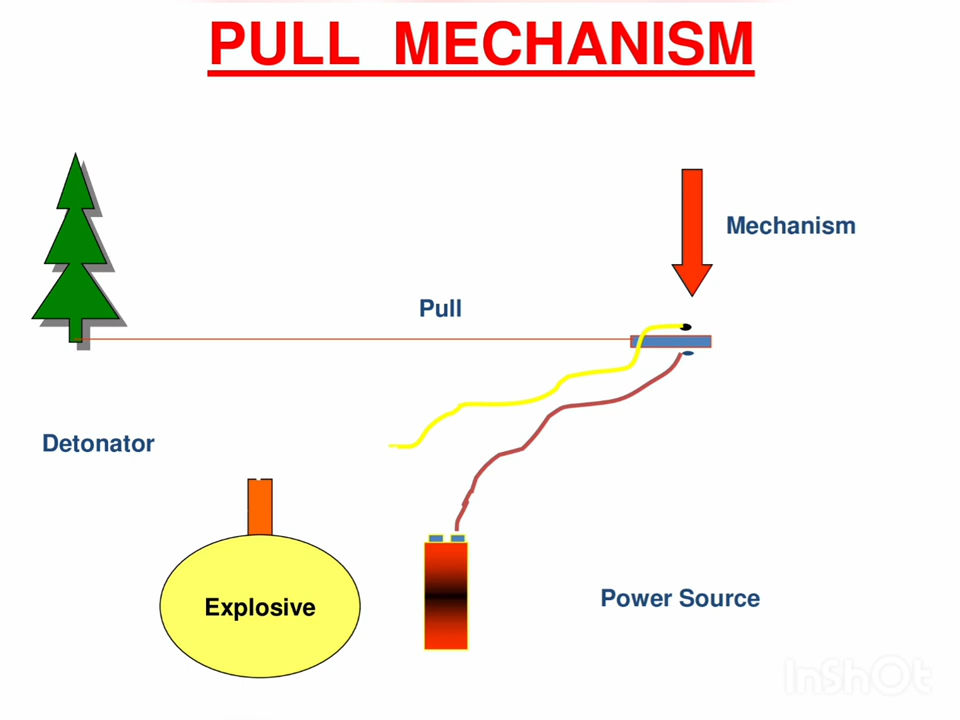 PULL MECHANISM
Mechanism
Pull
Detonator
Explosive
Power Source
InShOt